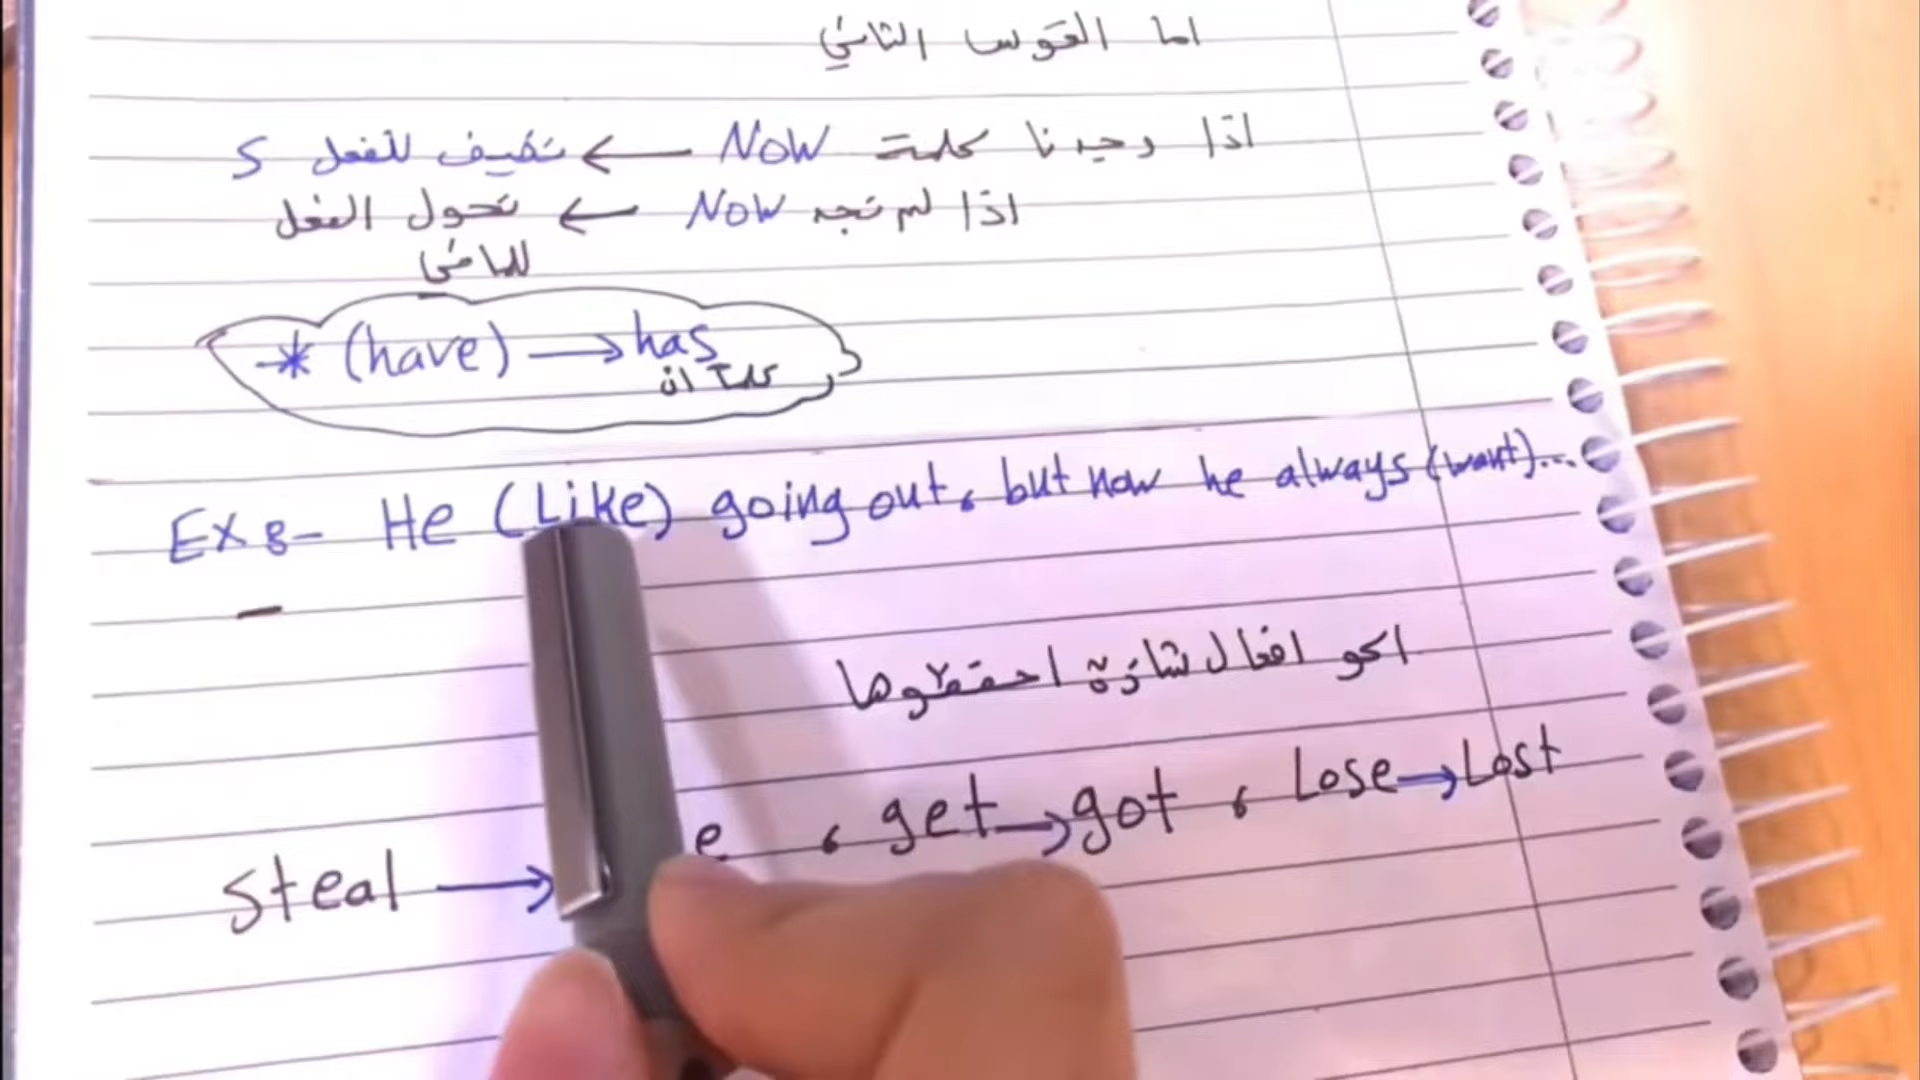 اما القوس الثاني
اذا وجدنا كلمة NOW ← نضيف للفعل S
اذا لم نجد NOW ← نحول الفعل
للماضي
* (have) → has
كلمة ان
Ex:- He (Like) going out, but now he always (want)...
اكو افعال شاذة احفظوها
steal → e ، get → got ، Lose → Lost